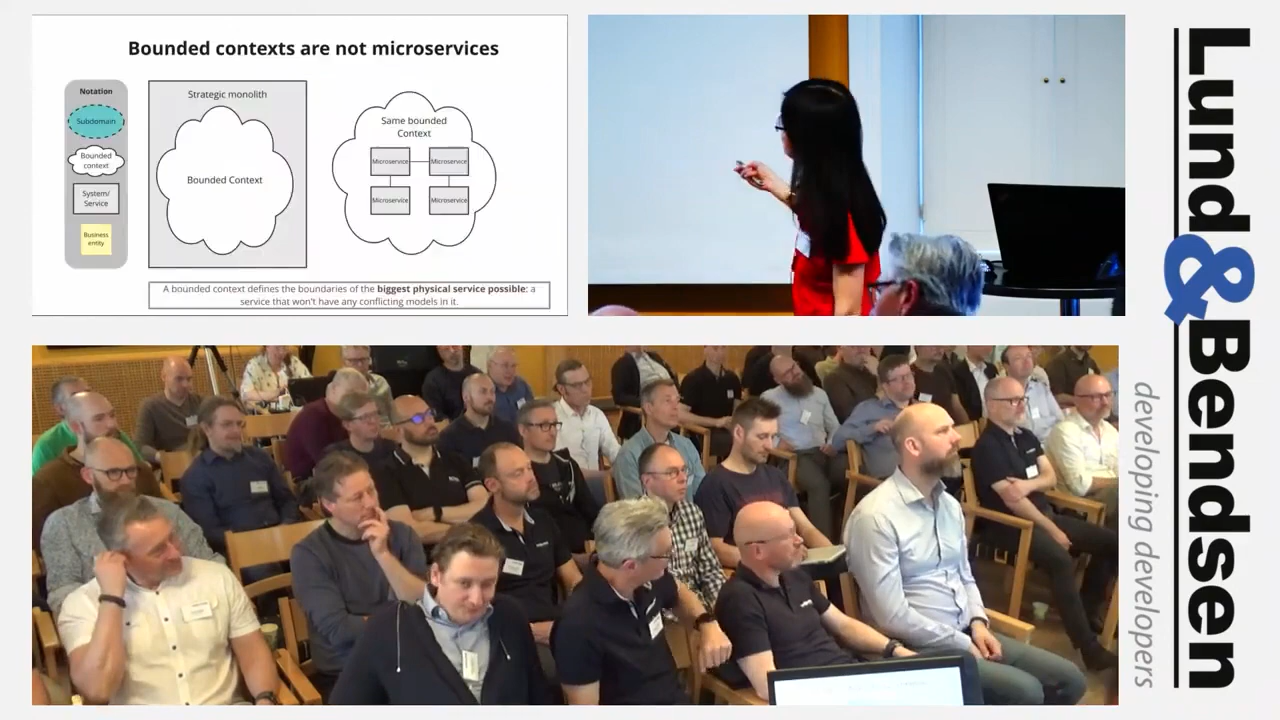 Bounded contexts are not microservices
Notation
Subdomain
Bounded
context
System/
Service
Business
entity
Strategic monolith
Bounded Context
Same bounded
Context
Microservice
Microservice
Microservice
Microservice
A bounded context defines the boundaries of the biggest physical service possible: a
service that won't have any conflicting models in it.
Lund&Bendsen
developing developers